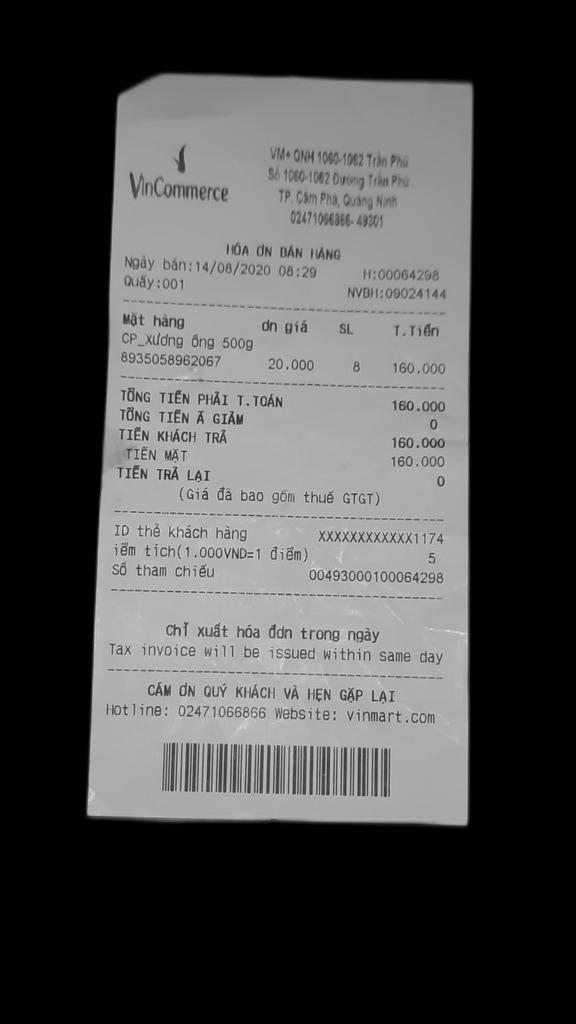 VinCommerce
VM+ QNH 1060-1062 Trần Phú
Số 1060-1062 Đường Trần Phú
TP. Cẩm Phả, Quảng Ninh
02471066866- 49301
HÓA ƠN BÁN HÀNG
Ngày bán:14/08/2020 08:29 H:00064298
Quầy:001 NVBH:09024144
Mặt hàng ơn giá SL T.Tiền
CP_Xương ống 500g
8935058962067 20.000 8 160.000
TỔNG TIỀN PHẢI T.TOÁN 160.000
TỔNG TIỀN Ã GIẢM 0
TIỀN KHÁCH TRẢ 160.000
TIỀN MẶT 160.000
TIỀN TRẢ LẠI 0
(Giá đã bao gồm thuế GTGT)
ID thẻ khách hàng XXXXXXXXXXXX1174
iểm tích(1.000VND=1 điểm) 5
Số tham chiếu 00493000100064298
Chỉ xuất hóa đơn trong ngày
Tax invoice will be issued within same day
CẢM ƠN QUÝ KHÁCH VÀ HẸN GẶP LẠI
Hotline: 02471066866 Website: vinmart.com